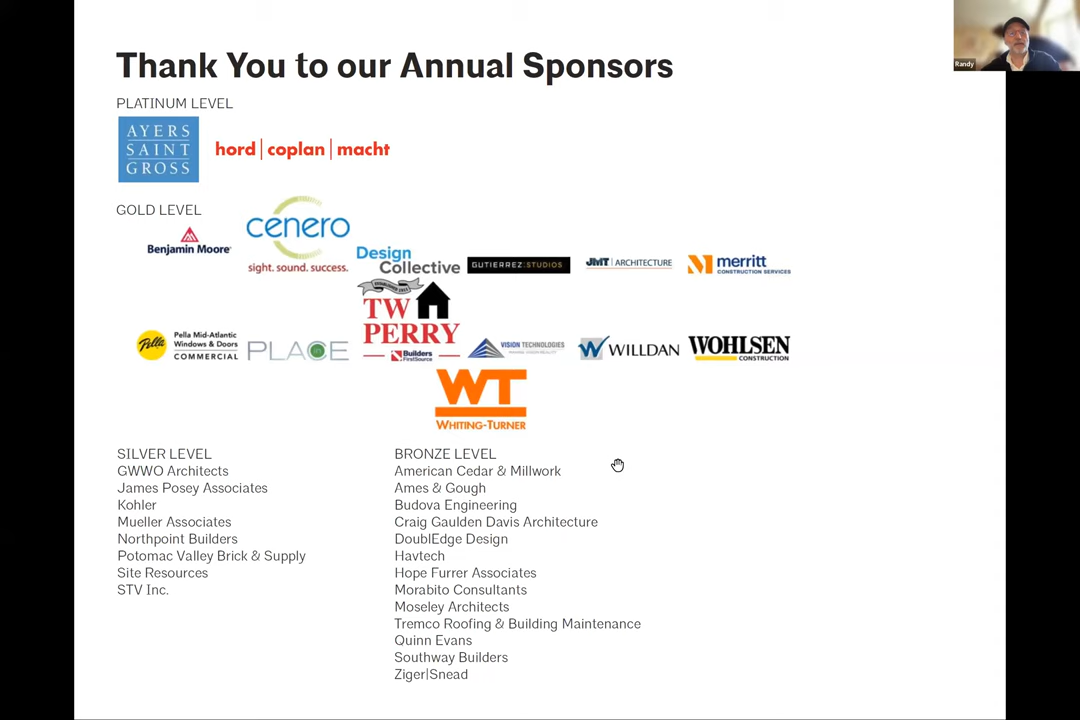 Thank You to our Annual Sponsors
Randy
PLATINUM LEVEL
AYERS
SAINT
GROSS
hord | coplan | macht
GOLD LEVEL
Benjamin Moore
cenero
sight. sound. success.
Design
Collective
GUTIERREZ:STUDIOS
JMT | ARCHITECTURE
merritt
CONSTRUCTION SERVICES
Pella
Pella Mid-Atlantic
Windows & Doors
COMMERCIAL
PLACE
TW
PERRY
Builders
FirstSource
VISION TECHNOLOGIES
WILLDAN
WOHLSEN
CONSTRUCTION
WT
WHITING-TURNER
SILVER LEVEL
GWWO Architects
James Posey Associates
Kohler
Mueller Associates
Northpoint Builders
Potomac Valley Brick & Supply
Site Resources
STV Inc.
BRONZE LEVEL
American Cedar & Millwork
Ames & Gough
Budova Engineering
Craig Gaulden Davis Architecture
DoublEdge Design
Havtech
Hope Furrer Associates
Morabito Consultants
Moseley Architects
Tremco Roofing & Building Maintenance
Quinn Evans
Southway Builders
Ziger|Snead